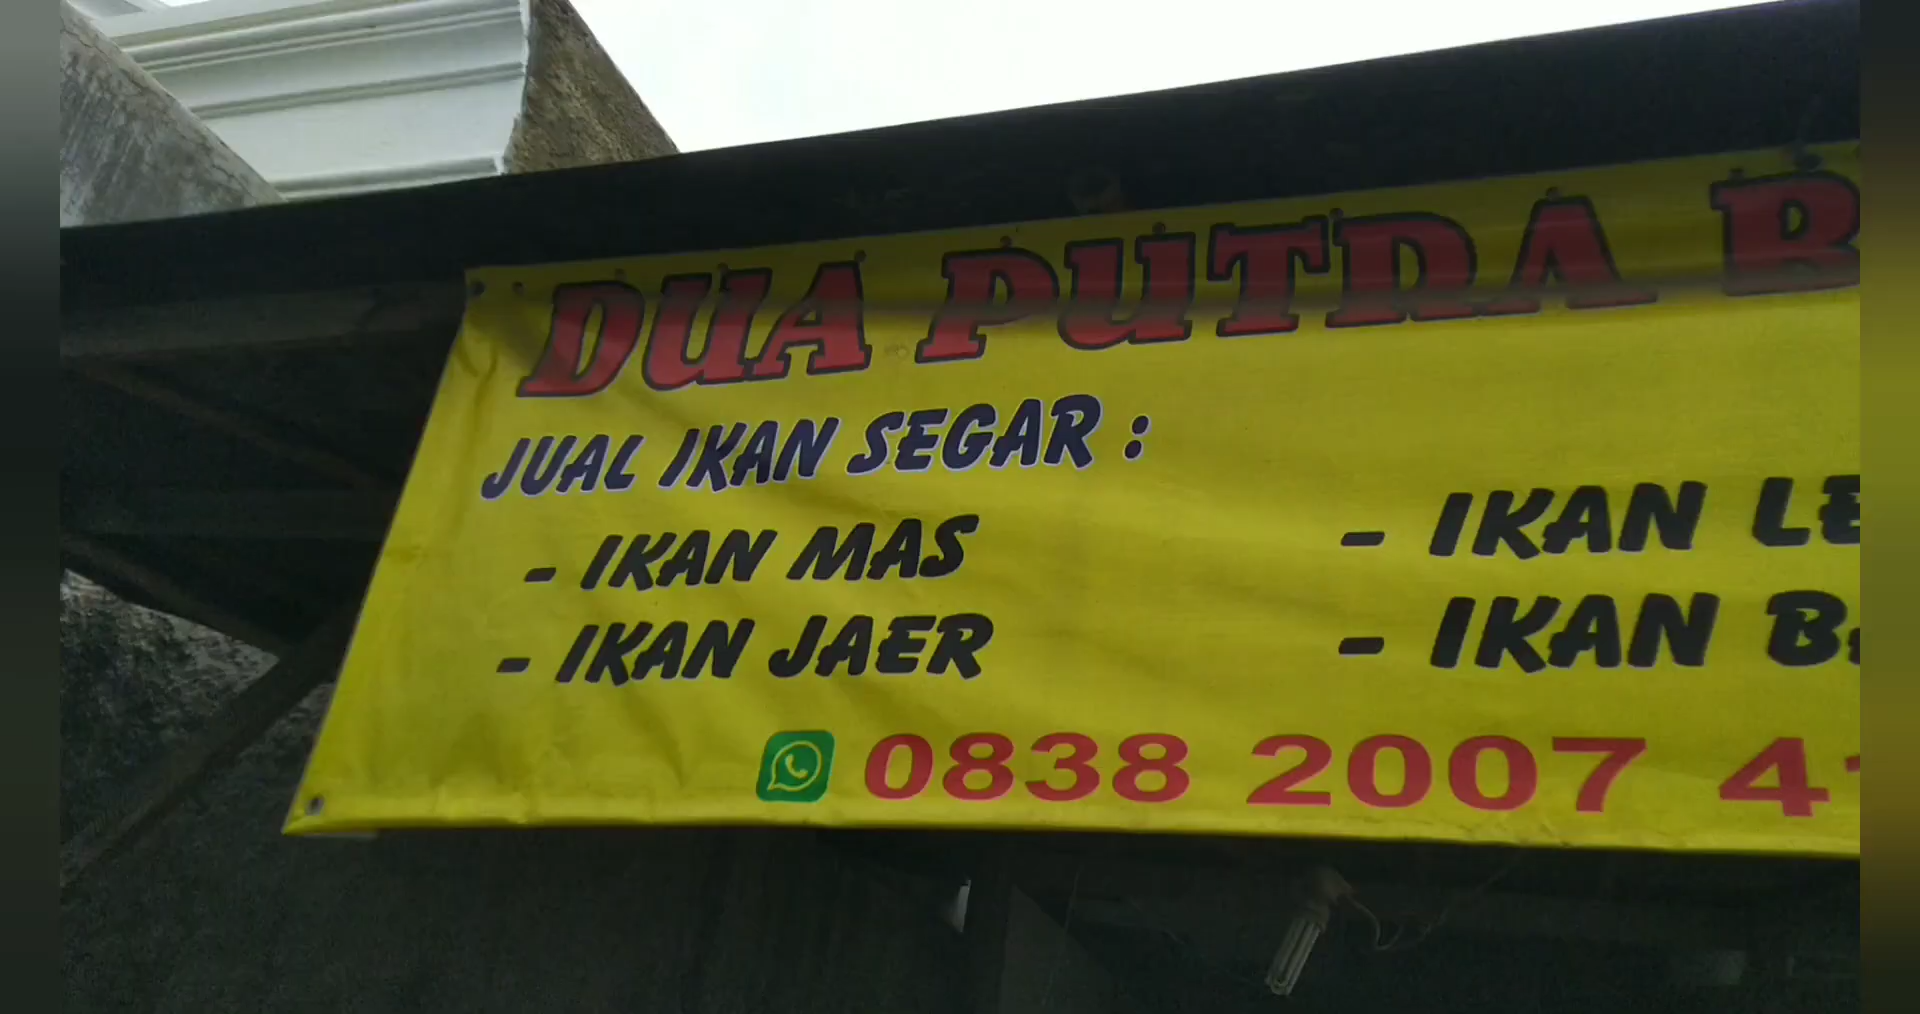 DUA PUTRA B
JUAL IKAN SEGAR :
- IKAN MAS
- IKAN JAER
- IKAN LE
- IKAN B
0838 2007 4